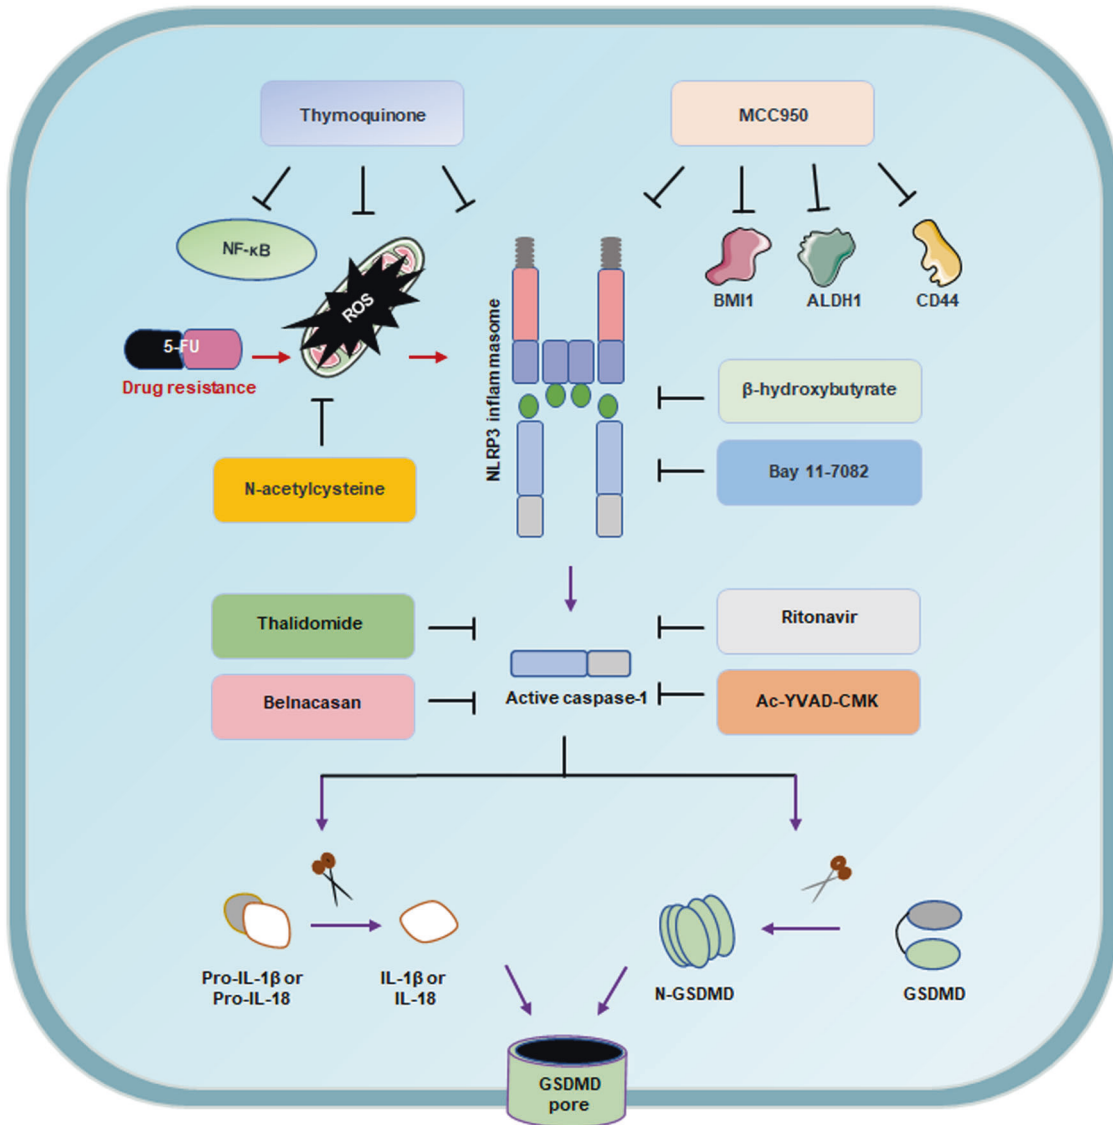 Thymoquinone
MCC950
NF-κB
ROS
BMI1
ALDH1
CD44
5-FU
Drug resistance
NLRP3 inflammasome
β-hydroxybutyrate
Bay 11-7082
N-acetylcysteine
Thalidomide
Ritonavir
Belnacasan
Active caspase-1
Ac-YVAD-CMK
Pro-IL-1β or
Pro-IL-18
IL-1β or
IL-18
N-GSDMD
GSDMD
GSDMD
pore